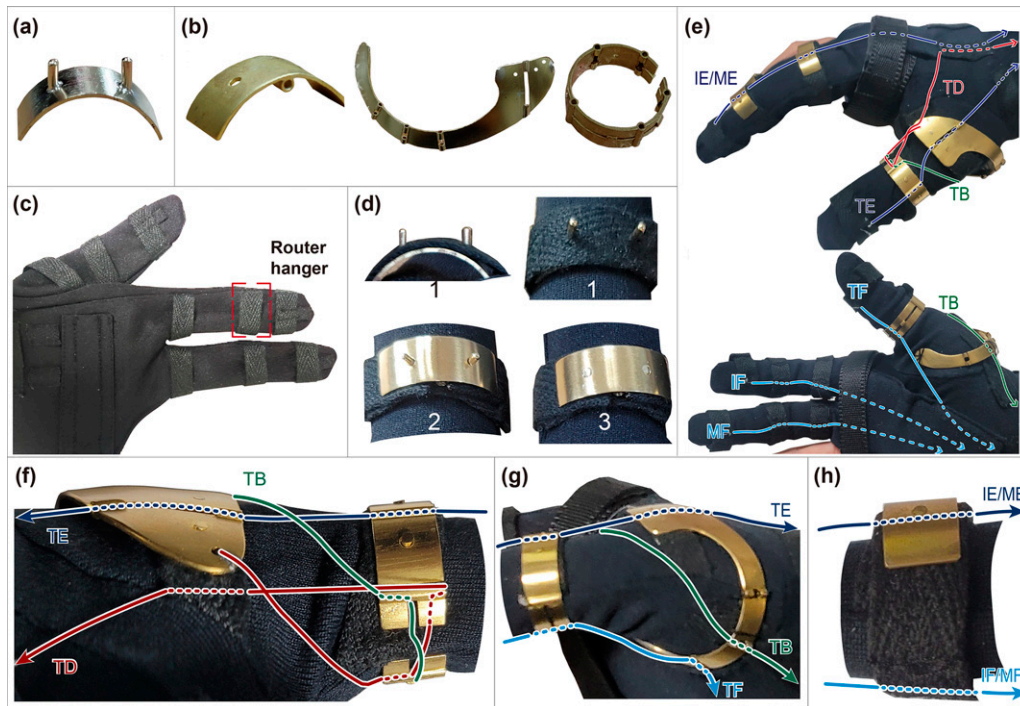 (a)
(b)
(c)
Router
hanger
(d)
1
1
2
3
(e)
IE/ME
TD
TB
TE
TF
TB
IF
MF
(f)
TB
TE
TD
(g)
TE
TB
TF
(h)
IE/ME
IF/MF